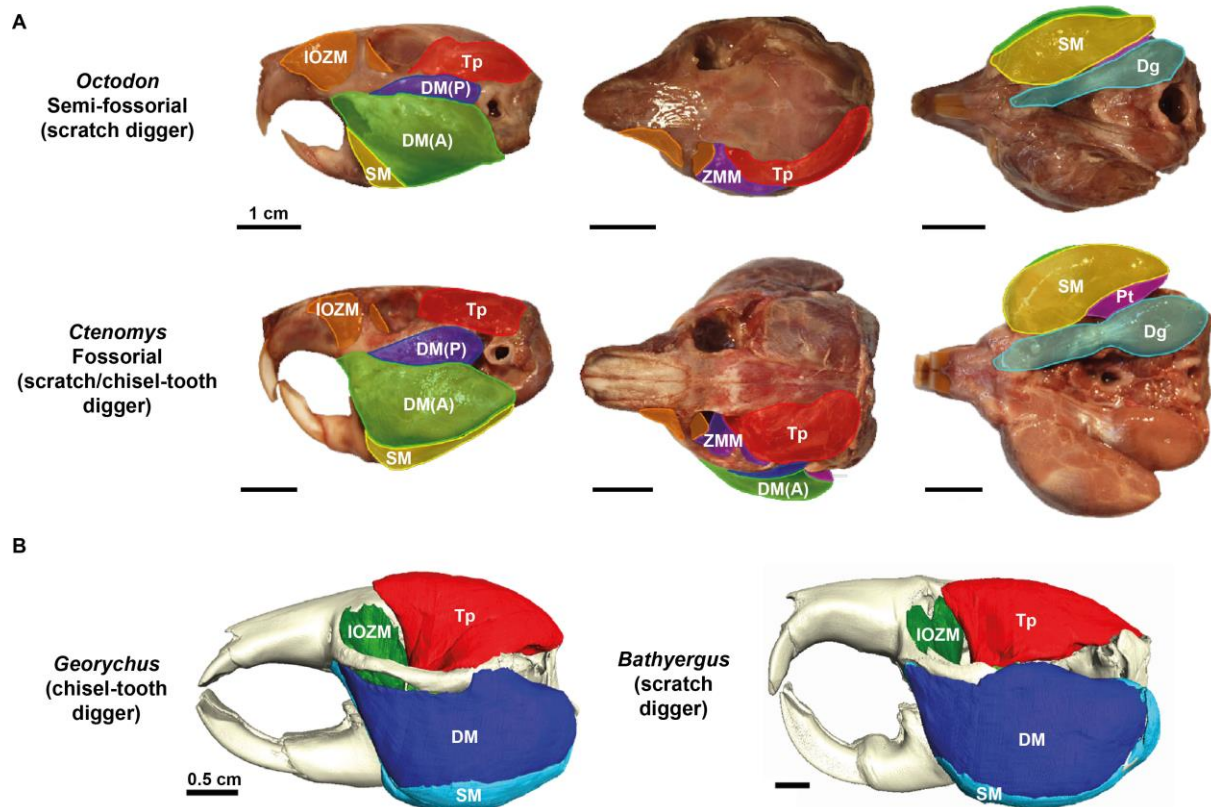 A
Octodon
Semi-fossorial
(scratch digger)
IOZM
Tp
DM(P)
DM(A)
SM
1 cm
ZMM
Tp
SM
Dg
Ctenomys
Fossorial
(scratch/chisel-tooth
digger)
IOZM
Tp
DM(P)
DM(A)
SM
ZMM
Tp
DM(A)
SM
Pt
Dg
B
Georychus
(chisel-tooth
digger)
Tp
IOZM
DM
SM
0.5 cm
Bathyergus
(scratch
digger)
Tp
IOZM
DM
SM